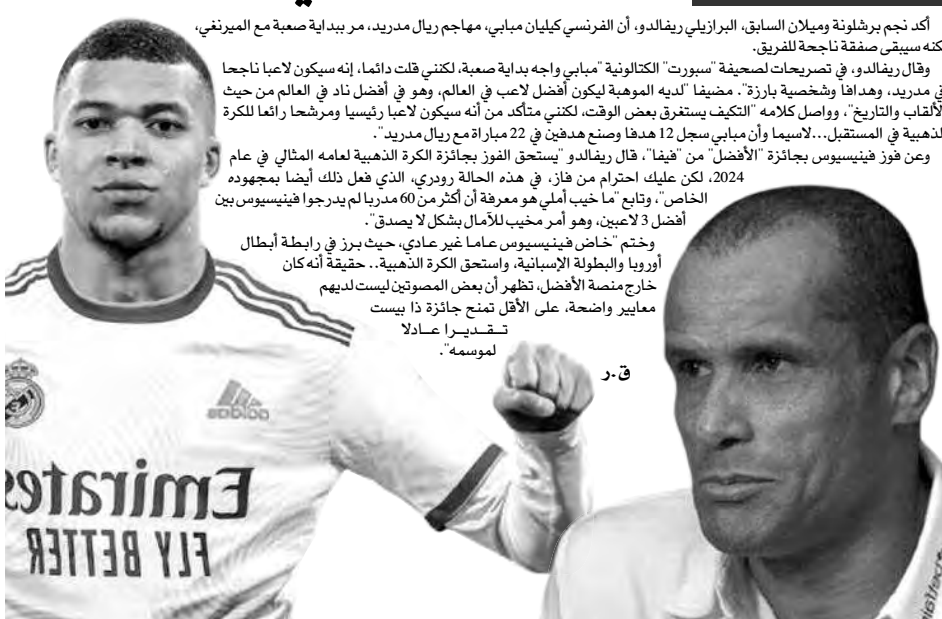 أكد نجم برشلونة وميلان السابق، البرازيلي ريفالدو، أن الفرنسي كيليان مبابي، مهاجم ريال مدريد، مر ببداية صعبة مع الميرنغي،
لكنه سيبقى صفقة ناجحة للفريق.
وقال ريفالدو، في تصريحات لصحيفة "سبورت" الكتالونية "مبابي واجه بداية صعبة، لكنني قلت دائما، إنه سيكون لاعبا ناجحا
في مدريد، وهدافا وشخصية بارزة". مضيفا "لديه الموهبة ليكون أفضل لاعب في العالم، وهو في أفضل ناد في العالم من حيث
الألقاب والتاريخ"، وواصل كلامه "التكيف يستغرق بعض الوقت، لكنني متأكد من أنه سيكون لاعبا رئيسيا ومرشحا رائعا للكرة
الذهبية في المستقبل...لاسيما وأن مبابي سجل 12 هدفا وصنع هدفين في 22 مباراة مع ريال مدريد".
وعن فوز فينيسيوس بجائزة "الأفضل" من "فيفا"، قال ريفالدو "يستحق الفوز بجائزة الكرة الذهبية لعامه المثالي في عام
2024، لكن عليك احترام من فاز، في هذه الحالة رودري، الذي فعل ذلك أيضا بمجهوده
الخاص"، وتابع "ما خيب أملي هو معرفة أن أكثر من 60 مدربا لم يدرجوا فينيسيوس بين
أفضل 3 لاعبين، وهو أمر مخيب للآمال بشكل لا يصدق".
وختم "خاض فينيسيوس عاما غير عادي، حيث برز في رابطة أبطال
أوروبا والبطولة الإسبانية، واستحق الكرة الذهبية.. حقيقة أنه كان
خارج منصة الأفضل، تظهر أن بعض المصوتين ليست لديهم
معايير واضحة، على الأقل تمنح جائزة ذا بيست
تـقـديـرا عـادلا
لموسمه".
ق.ر
adidas
Emirates
FLY BETTER